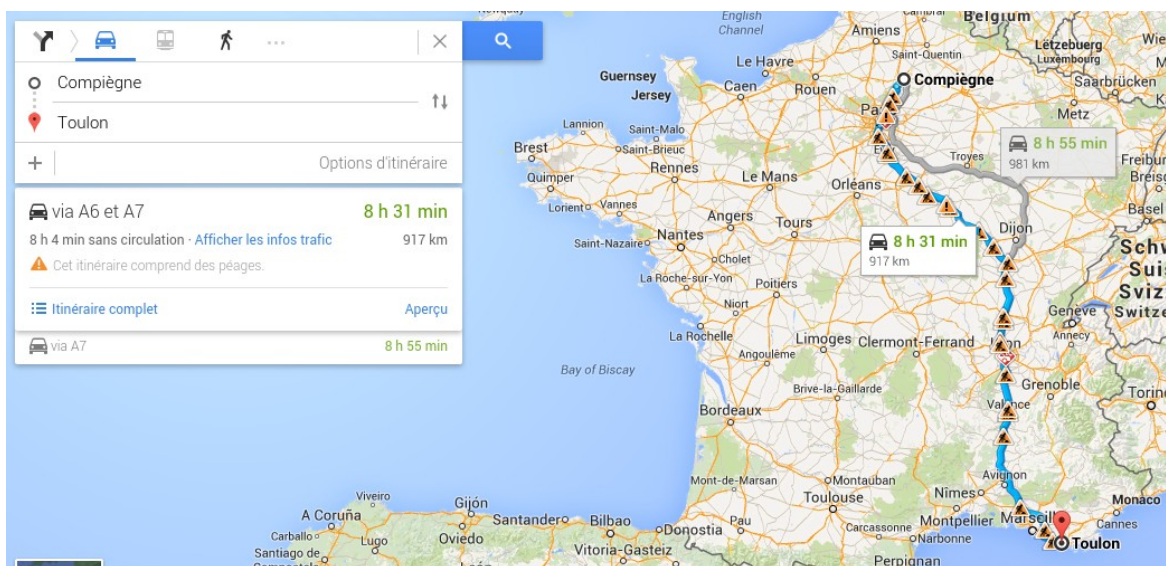 Compiègne
Toulon
Options d'itinéraire
via A6 et A7 8 h 31 min
8 h 4 min sans circulation · Afficher les infos trafic 917 km
Cet itinéraire comprend des péages.
Itinéraire complet Aperçu
via A7 8 h 55 min
English
Channel
Belgium
Amiens
Saint-Quentin
Lëtzebuerg
Luxembourg
Le Havre
Compiègne
Saarbrücken
Guernsey
Jersey
Caen
Rouen
Metz
Lannion
Saint-Malo
Brest
Saint-Brieuc
8 h 55 min
981 km
Troyes
Quimper
Rennes
Le Mans
Orléans
Lorient
Vannes
Angers
Tours
Dijon
Basel
Saint-Nazaire
Nantes
8 h 31 min
917 km
Cholet
La Roche-sur-Yon
Poitiers
Niort
Genève
Annecy
La Rochelle
Limoges
Clermont-Ferrand
Angoulême
Bay of Biscay
Brive-la-Gaillarde
Grenoble
Bordeaux
Avignon
Mont-de-Marsan
Montauban
Nîmes
Monaco
Viveiro
Gijón
Toulouse
A Coruña
Santander
Bilbao
Donostia
Pau
Carcassonne
Montpellier
Cannes
Carballo
Lugo
Oviedo
Narbonne
Toulon
Santiago de
Vitoria-Gasteiz
Perpignan